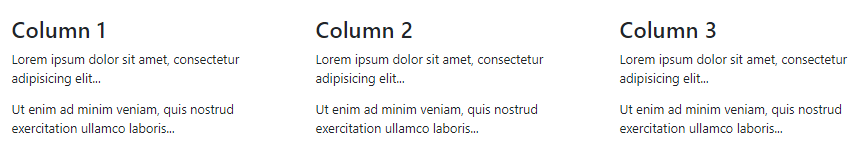 Column 1
Lorem ipsum dolor sit amet, consectetur
adipisicing elit...
Ut enim ad minim veniam, quis nostrud
exercitation ullamco laboris...
Column 2
Lorem ipsum dolor sit amet, consectetur
adipisicing elit...
Ut enim ad minim veniam, quis nostrud
exercitation ullamco laboris...
Column 3
Lorem ipsum dolor sit amet, consectetur
adipisicing elit...
Ut enim ad minim veniam, quis nostrud
exercitation ullamco laboris...